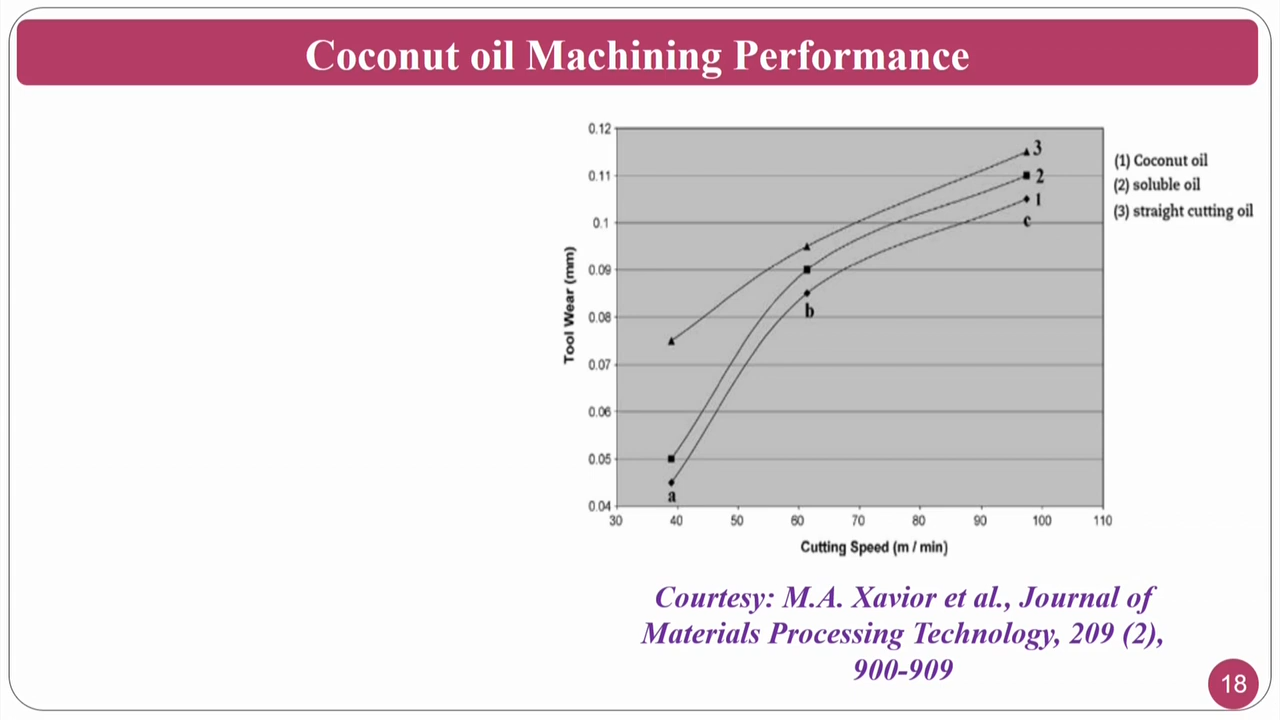 Coconut oil Machining Performance
0.12
0.11
0.1
0.09
0.08
0.07
0.06
0.05
0.04
Tool Wear (mm)
30 40 50 60 70 80 90 100 110
Cutting Speed (m / min)
3
2
1
c
b
a
(1) Coconut oil
(2) soluble oil
(3) straight cutting oil
Courtesy: M.A. Xavior et al., Journal of
Materials Processing Technology, 209 (2),
900-909
18